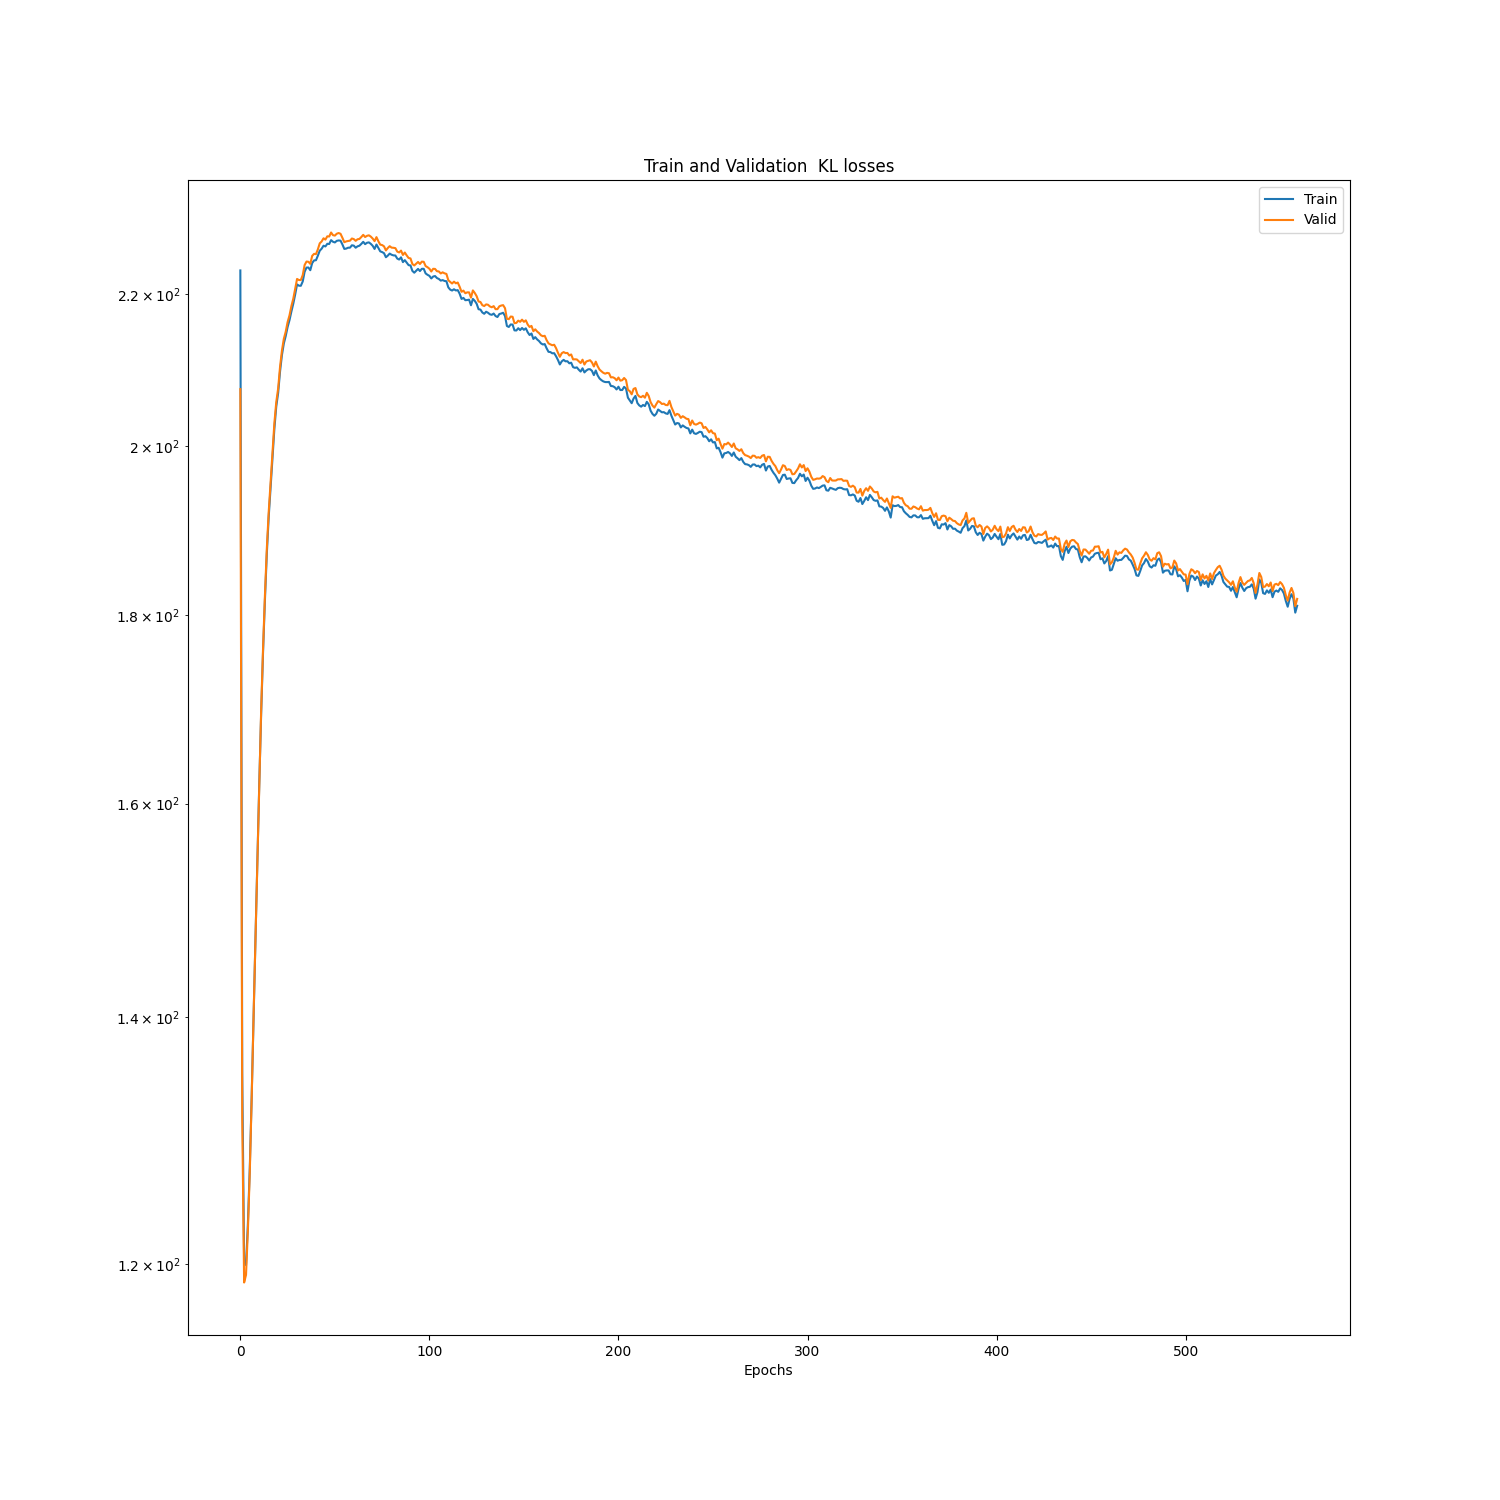 Train and Validation  KL losses
Train
Valid
2.2 × 10²
2 × 10²
1.8 × 10²
1.6 × 10²
1.4 × 10²
1.2 × 10²
0 100 200 300 400 500
Epochs